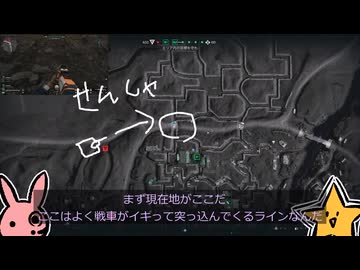 せんしゃ
まず現在地がここだ、
ここはよく戦車がイキって突っ込んでくるラインなんだ